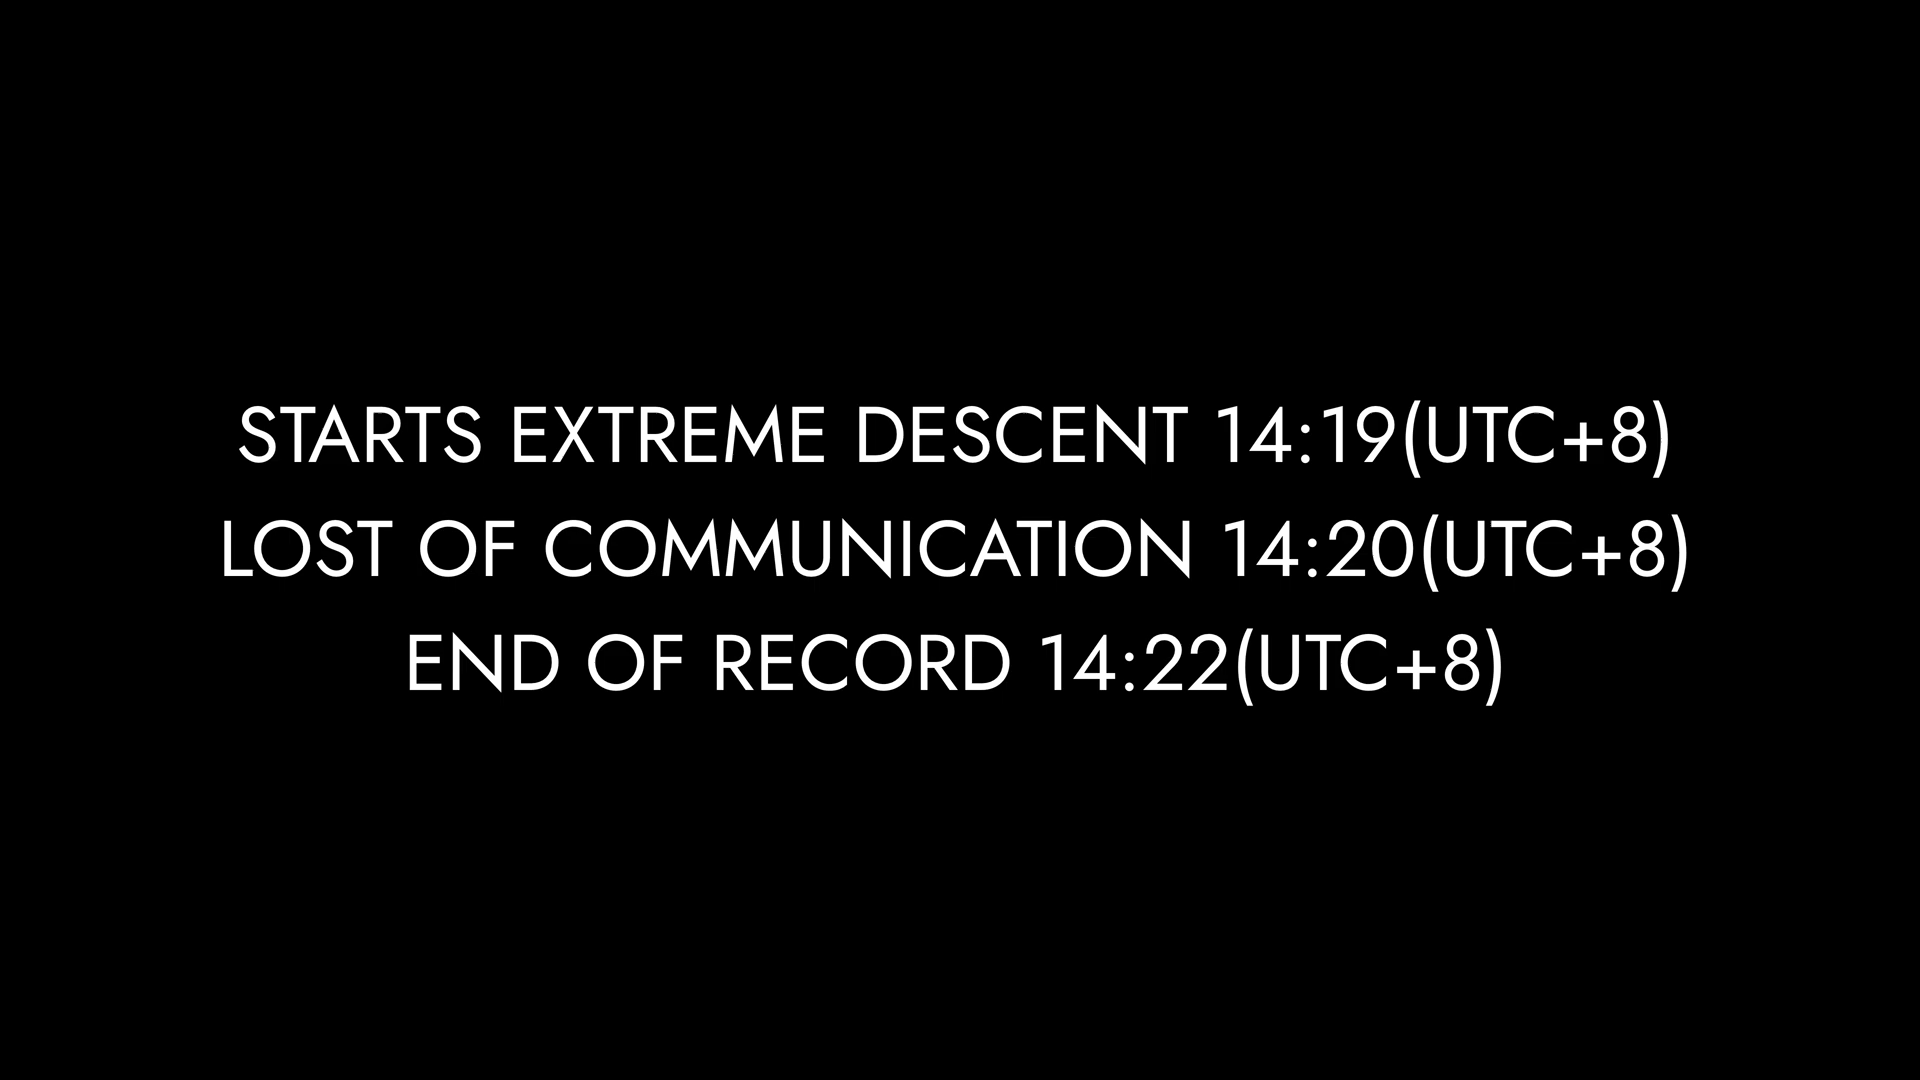 STARTS EXTREME DESCENT 14:19(UTC+8)
LOST OF COMMUNICATION 14:20(UTC+8)
END OF RECORD 14:22(UTC+8)